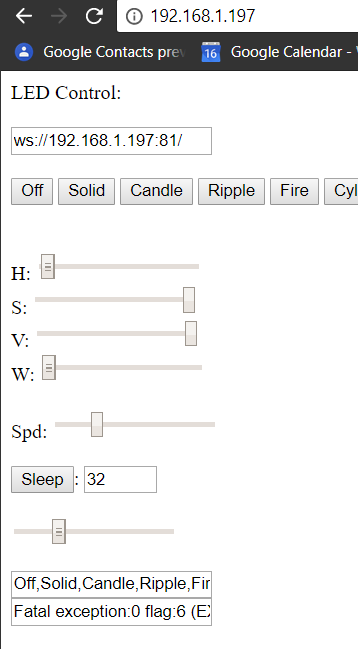 192.168.1.197
Google Contacts prev 16 Google Calendar -
LED Control:
ws://192.168.1.197:81/
Off Solid Candle Ripple Fire Cyl
H:
S:
V:
W:
Spd:
Sleep : 32
Off,Solid,Candle,Ripple,Fir
Fatal exception:0 flag:6 (EX